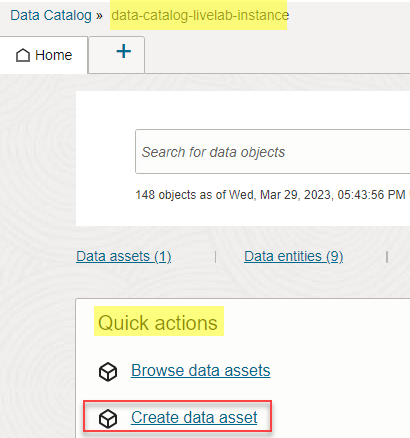 Data Catalog » data-catalog-livelab-instance
Home +
Search for data objects
148 objects as of Wed, Mar 29, 2023, 05:43:56 PM
Data assets (1) | Data entities (9) |
Quick actions
Browse data assets
Create data asset